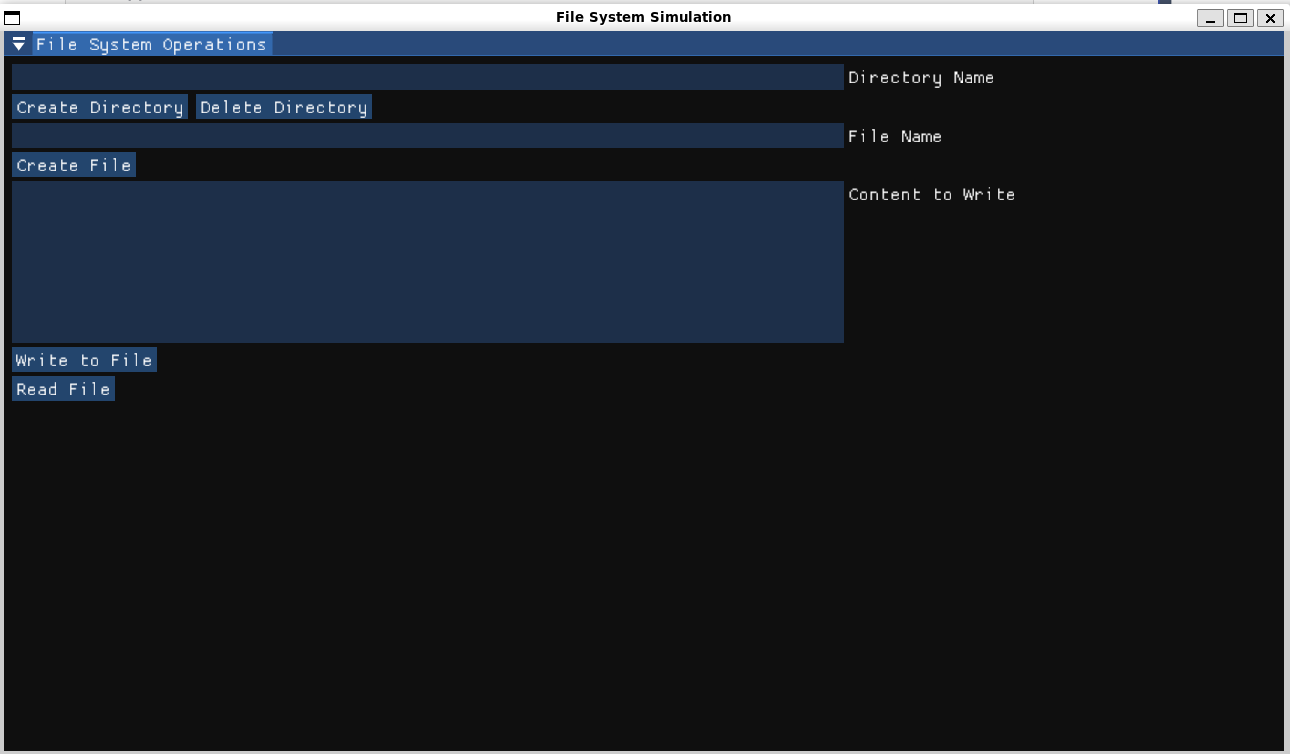 File System Simulation
File System Operations
Directory Name
Create Directory Delete Directory
File Name
Create File
Content to Write
Write to File
Read File